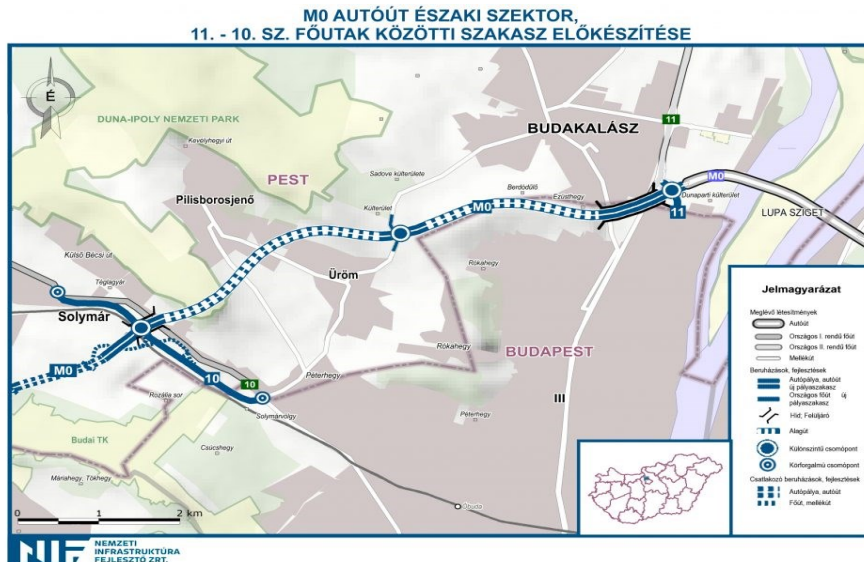 M0 AUTÓÚT ÉSZAKI SZEKTOR,
11. - 10. SZ. FŐUTAK KÖZÖTTI SZAKASZ ELŐKÉSZÍTÉSE
É
DUNA-IPOLY NEMZETI PARK
Kevélyhegyi út
PEST
Sadove külterülete
BUDAKALÁSZ
11
Pilisborosjenő
Külterület
Berdódűlő
Ezüsthegy
M0
Dunaparti külterület
M0
11
LUPA SZIGET
Külső Bécsi út
Téglagyár
Üröm
Rókahegy
Solymár
M0
10
Rókahegy
BUDAPEST
Péterhegy
10
Rozália sor
Solymárvölgy
III
Péterhegy
Budai TK
Csúcshegy
Máriahegy, Tökhegy
Óbuda
0 1 2 km
Jelmagyarázat
Meglévő létesítmények
Autóút
Országos I. rendű főút
Országos II. rendű főút
Mellékút
Beruházások, fejlesztések
Autópálya, autóút
új pályaszakasz
Országos főút új
pályaszakasz
Híd, Felüljáró
Alagút
Különszintű csomópont
Körforgalmú csomópont
Csatlakozó beruházások, fejlesztések
Autópálya, autóút
Főút, mellékút
NIF
NEMZETI
INFRASTRUKTÚRA
FEJLESZTŐ ZRT.